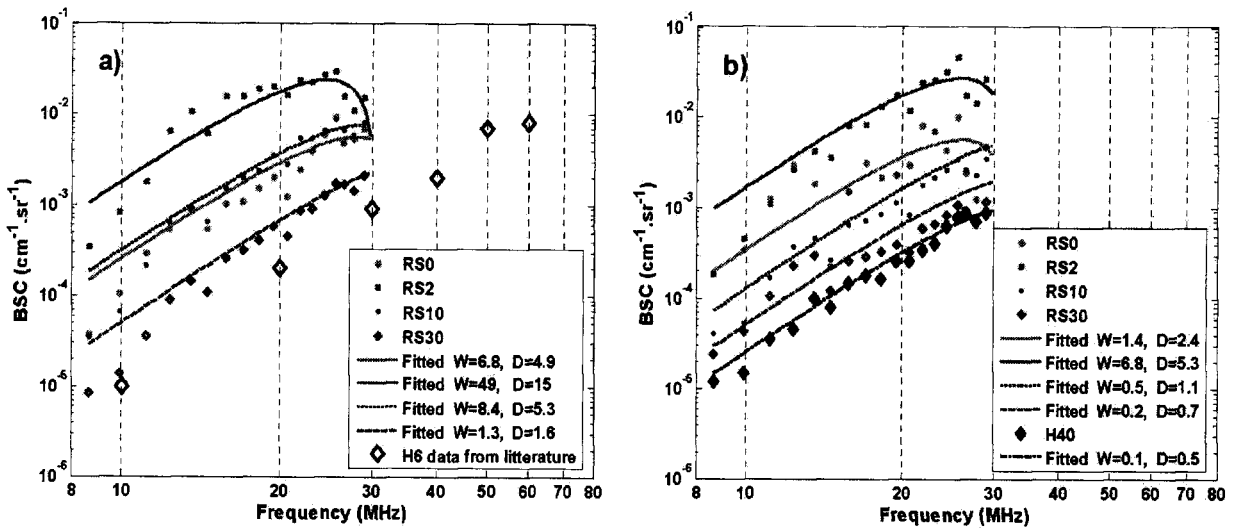 a)
BSC (cm-1.sr-1)
10-1
10-2
10-3
10-4
10-5
10-6
8 10 20 30 40 50 60 70 80
Frequency (MHz)
RS0
RS2
RS10
RS30
Fitted W=6.8, D=4.9
Fitted W=49, D=15
Fitted W=8.4, D=5.3
Fitted W=1.3, D=1.6
H6 data from litterature
b)
BSC (cm-1.sr-1)
10-1
10-2
10-3
10-4
10-5
10-6
8 10 20 30 40 50 60 70 80
Frequency (MHz)
RS0
RS2
RS10
RS30
Fitted W=1.4, D=2.4
Fitted W=6.8, D=5.3
Fitted W=0.5, D=1.1
Fitted W=0.2, D=0.7
H40
Fitted W=0.1, D=0.5